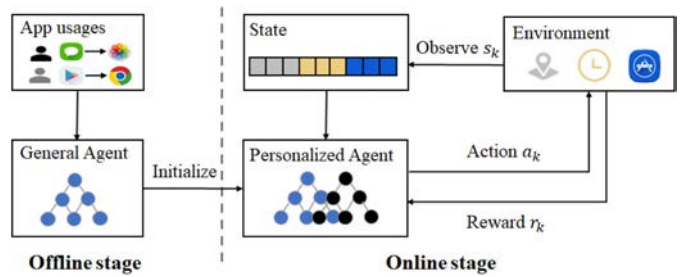 App usages
State
Environment
Observe s_k
General Agent
Initialize
Personalized Agent
Action a_k
Reward r_k
Offline stage
Online stage